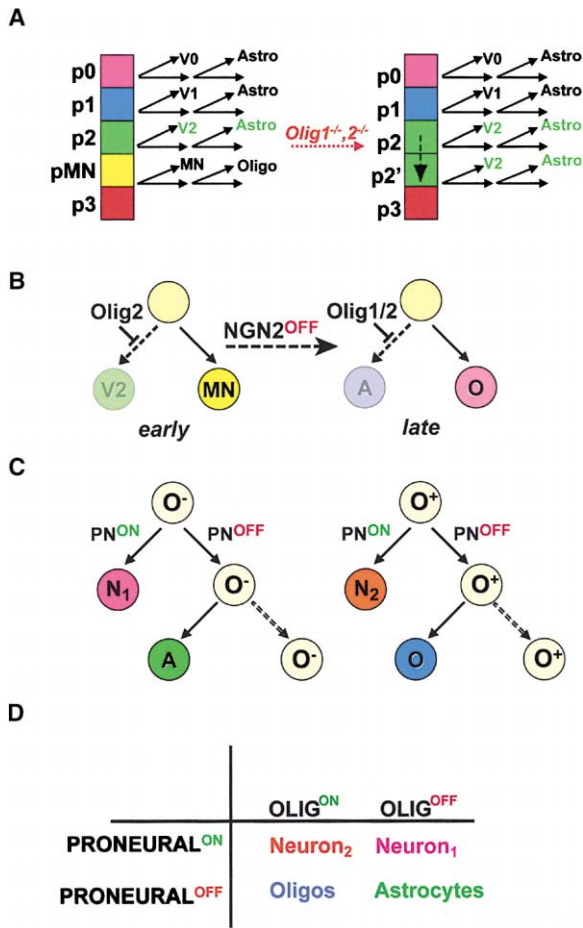 A
p0 V0 Astro
p1 V1 Astro
p2 V2 Astro
pMN MN Oligo
p3
Olig1-/-,2-/-
p0 V0 Astro
p1 V1 Astro
p2 V2 Astro
p2' V2 Astro
p3
B
Olig2
V2 MN
early
NGN2OFF
Olig1/2
A O
late
C
O-
PNON PNOFF
N1 O-
A O-
O+
PNON PNOFF
N2 O+
O O+
D
OLIGON OLIGOFF
PRONEURALON Neuron2 Neuron1
PRONEURALOFF Oligos Astrocytes